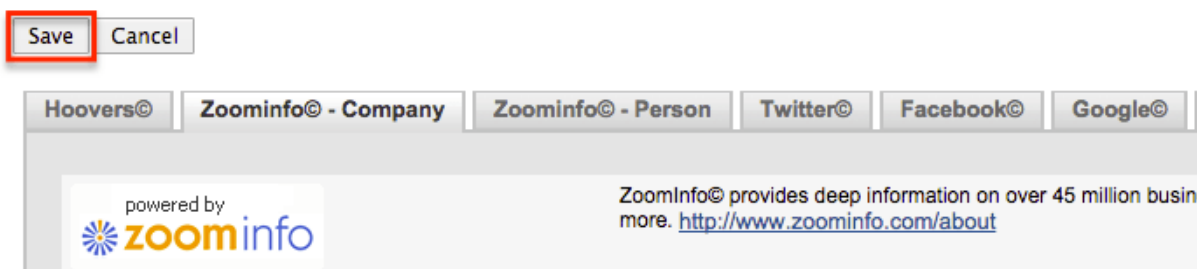 Save Cancel
Hoovers© Zoominfo© - Company Zoominfo© - Person Twitter© Facebook© Google©
powered by
zoominfo
ZoomInfo© provides deep information on over 45 million busin
more. http://www.zoominfo.com/about